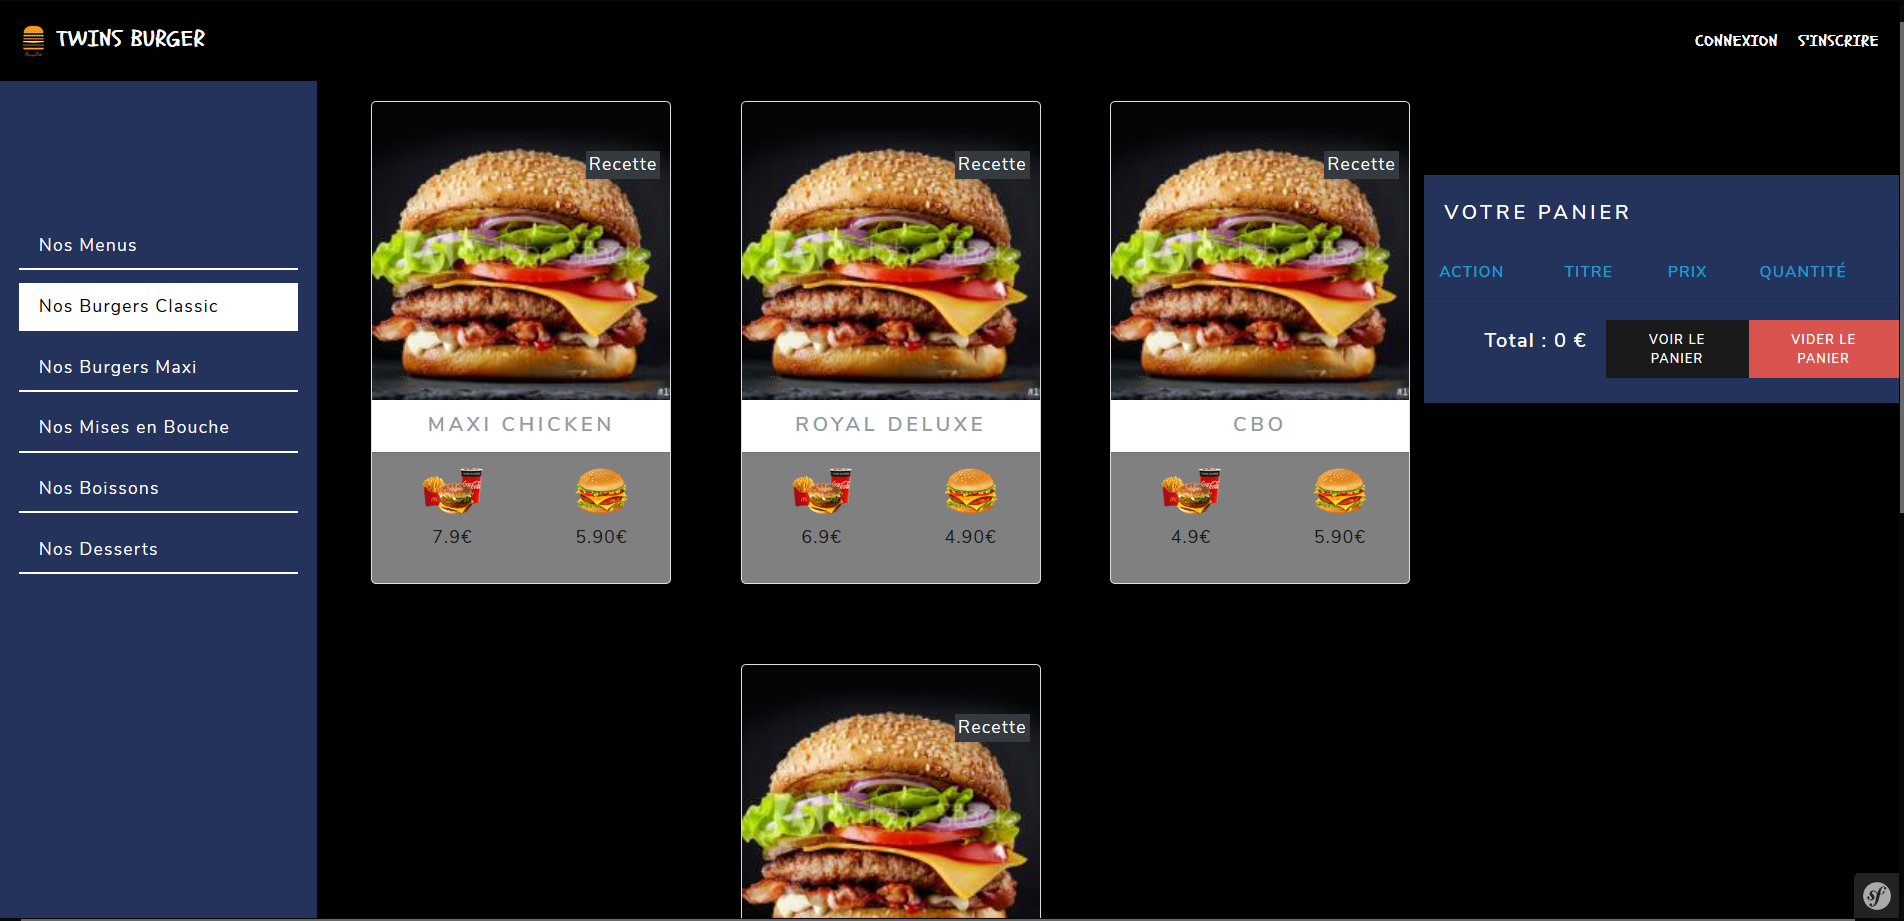 TWINS BURGER
CONNEXION
S'INSCRIRE
Nos Menus
Nos Burgers Classic
Nos Burgers Maxi
Nos Mises en Bouche
Nos Boissons
Nos Desserts
Recette
MAXI CHICKEN
7.9€
5.90€
Recette
ROYAL DELUXE
6.9€
4.90€
Recette
CBO
4.9€
5.90€
Recette
VOTRE PANIER
ACTION TITRE PRIX QUANTITÉ
Total : 0 €
VOIR LE
PANIER
VIDER LE
PANIER
sf